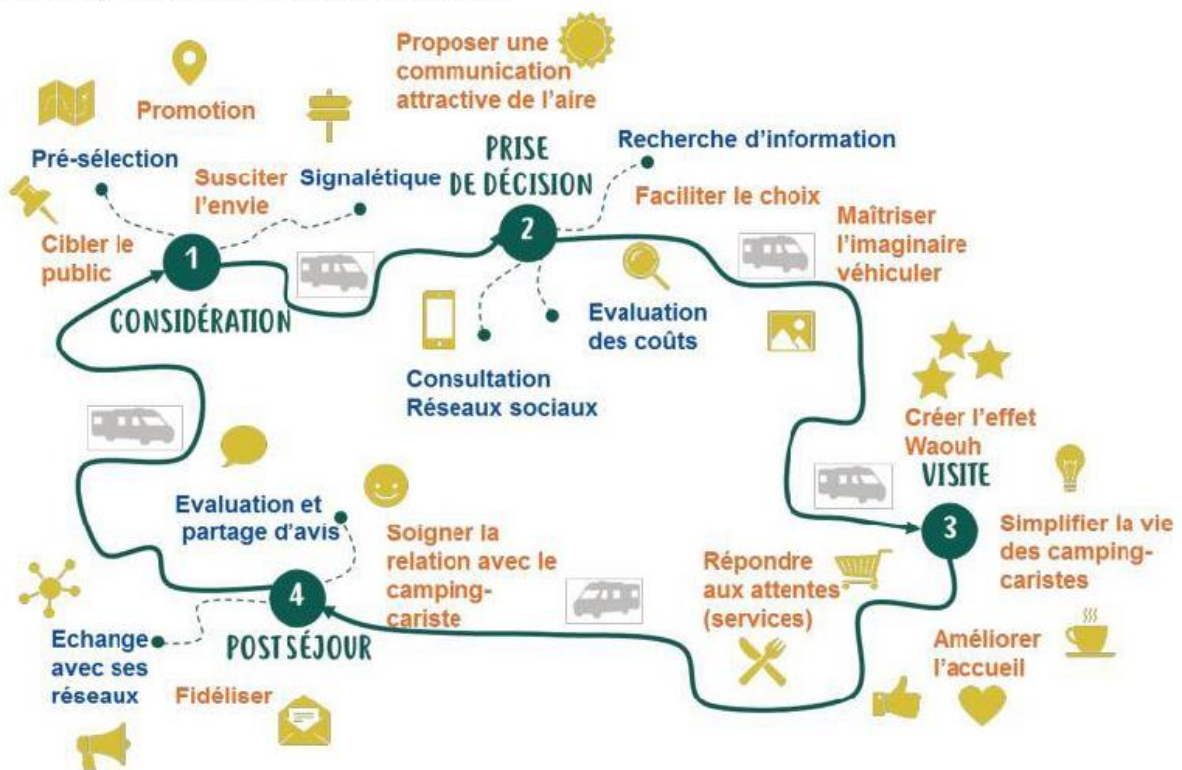 Proposer une
communication
attractive de l'aire
Promotion
Pré-sélection
Susciter
l'envie
Signalétique
PRISE
DE DÉCISION
Recherche d'information
Faciliter le choix
Maîtriser
l'imaginaire
véhiculer
Cibler le
public
1
CONSIDÉRATION
2
Evaluation
des coûts
Consultation
Réseaux sociaux
Créer l'effet
Waouh
VISITE
3
Simplifier la vie
des camping-
caristes
Evaluation et
partage d'avis
Soigner la
relation avec le
camping-
cariste
Répondre
aux attentes
(services)
Améliorer
l'accueil
4
POST SÉJOUR
Echange
avec ses
réseaux
Fidéliser